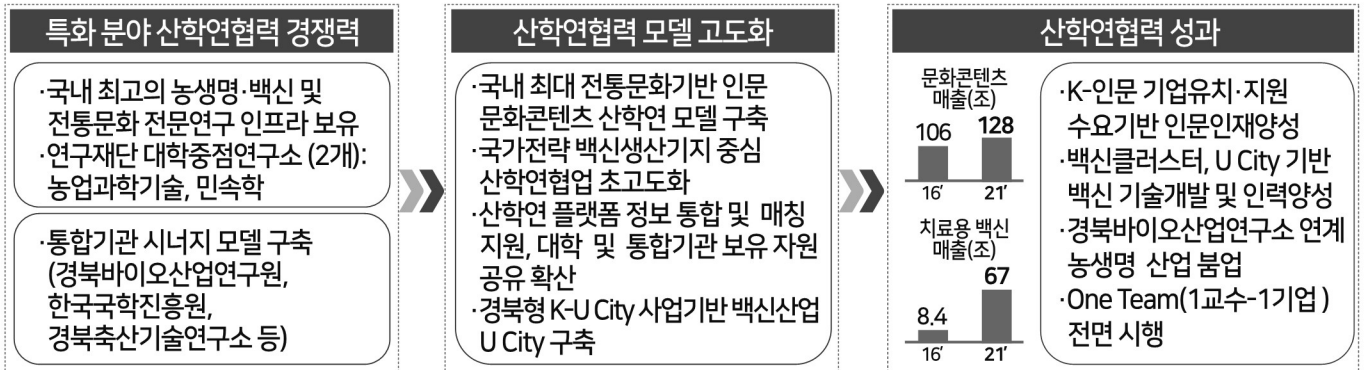 특화 분야 산학연협력 경쟁력
·국내 최고의 농생명·백신 및
전통문화 전문연구 인프라 보유
·연구재단 대학중점연구소 (2개):
농업과학기술, 민속학
·통합기관 시너지 모델 구축
(경북바이오산업연구원,
한국국학진흥원,
경북축산기술연구소 등)
산학연협력 모델 고도화
·국내 최대 전통문화기반 인문
문화콘텐츠 산학연 모델 구축
·국가전략 백신생산기지 중심
산학연협업 초고도화
·산학연 플랫폼 정보 통합 및 매칭
지원, 대학 및 통합기관 보유 자원
공유 확산
·경북형 K-U City 사업기반 백신산업
U City 구축
산학연협력 성과
문화콘텐츠
매출(조)
106 128
16' 21'
치료용 백신
매출(조)
8.4 67
16' 21'
·K-인문 기업유치·지원
수요기반 인문인재양성
·백신클러스터, U City 기반
백신 기술개발 및 인력양성
·경북바이오산업연구소 연계
농생명 산업 붐업
·One Team(1교수-1기업 )
전면 시행